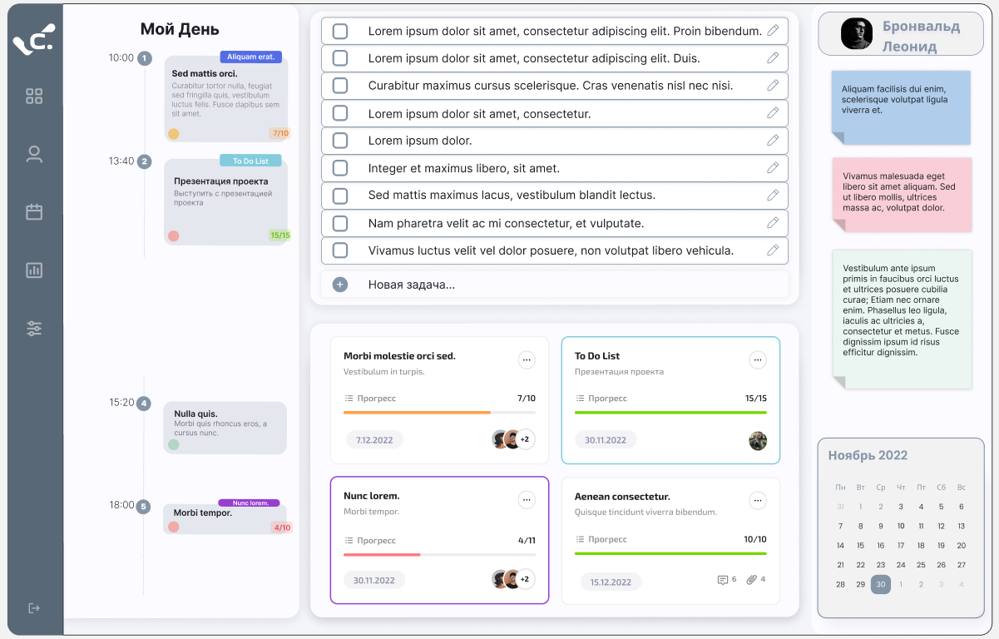 с.
Мой День
10:00
1
Aliquam erat.
Sed mattis orci.
Curabitur tortor nulla, feugiat
sed fringilla quis, vestibulum
luctus felis. Fusce dapibus sem
sit amet.
7/10
13:40
2
To Do List
Презентация проекта
Выступить с презентацией
проекта
15/15
15:20
4
Nulla quis.
Morbi quis rhoncus eros, a
cursus nunc.
18:00
5
Nunc lorem.
Morbi tempor.
4/10
Lorem ipsum dolor sit amet, consectetur adipiscing elit. Proin bibendum.
Lorem ipsum dolor sit amet, consectetur adipiscing elit. Duis.
Curabitur maximus cursus scelerisque. Cras venenatis nisl nec nisi.
Lorem ipsum dolor sit amet, consectetur.
Lorem ipsum dolor.
Integer et maximus libero, sit amet.
Sed mattis maximus lacus, vestibulum blandit lectus.
Nam pharetra velit ac mi consectetur, et vulputate.
Vivamus luctus velit vel dolor posuere, non volutpat libero vehicula.
+ Новая задача...
Morbi molestie orci sed.
Vestibulum in turpis.
Прогресс 7/10
7.12.2022 +2
To Do List
Презентация проекта
Прогресс 15/15
30.11.2022
Nunc lorem.
Morbi tempor.
Прогресс 4/11
30.11.2022 +2
Aenean consectetur.
Quisque tincidunt viverra bibendum.
Прогресс 10/10
15.12.2022 6 4
Бронвальд
Леонид
Aliquam facilisis dui enim,
scelerisque volutpat ligula
viverra et.
Vivamus malesuada eget
libero sit amet aliquam. Sed
ut libero mollis, ultrices
massa ac, volutpat dolor.
Vestibulum ante ipsum
primis in faucibus orci luctus
et ultrices posuere cubilia
curae; Etiam nec ornare
enim. Phasellus leo ligula,
iaculis ac ultricies a,
consectetur et metus. Fusce
dignissim ipsum id risus
efficitur dignissim.
Ноябрь 2022
Пн Вт Ср Чт Пт Сб Вс
31 1 2 3 4 5 6
7 8 9 10 11 12 13
14 15 16 17 18 19 20
21 22 23 24 25 26 27
28 29 30 1 2 3 4